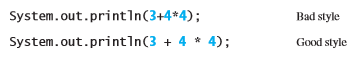 System.out.println(3+4*4); Bad style
System.out.println(3 + 4 * 4); Good style